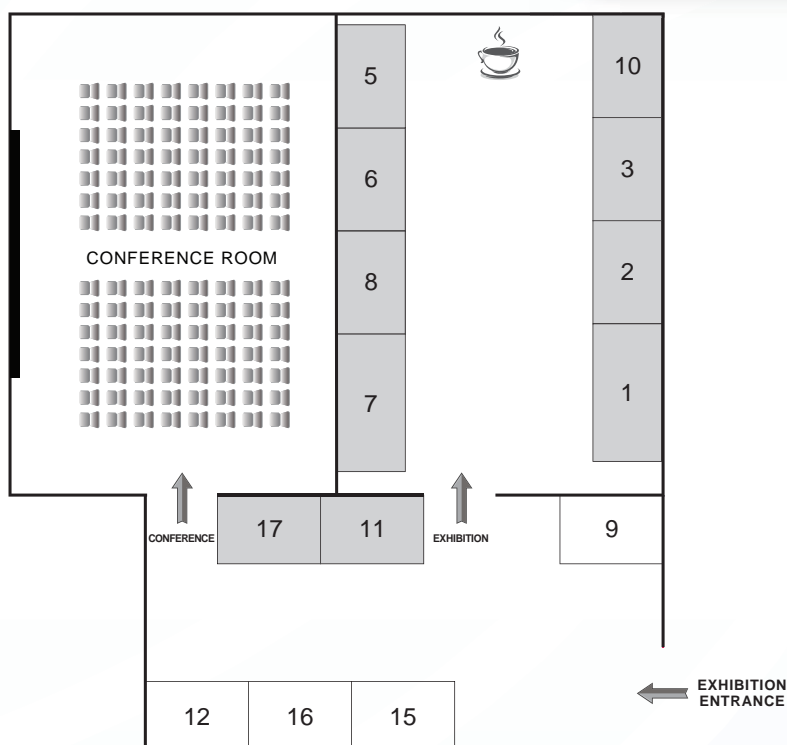 5
10
6
3
CONFERENCE ROOM
8
2
7
1
CONFERENCE
17
11
EXHIBITION
9
EXHIBITION
ENTRANCE
12
16
15